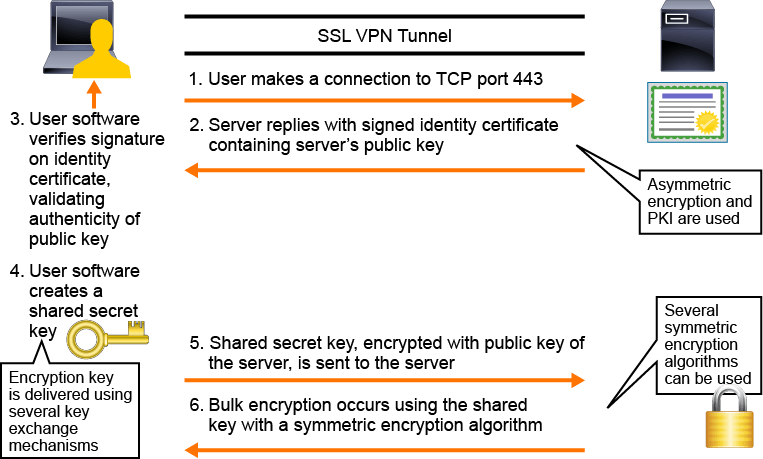 SSL VPN Tunnel
1. User makes a connection to TCP port 443
2. Server replies with signed identity certificate
containing server's public key
Asymmetric
encryption and
PKI are used
3. User software
verifies signature
on identity
certificate,
validating
authenticity of
public key
4. User software
creates a
shared secret
key
Encryption key
is delivered using
several key
exchange
mechanisms
5. Shared secret key, encrypted with public key of
the server, is sent to the server
Several
symmetric
encryption
algorithms
can be used
6. Bulk encryption occurs using the shared
key with a symmetric encryption algorithm